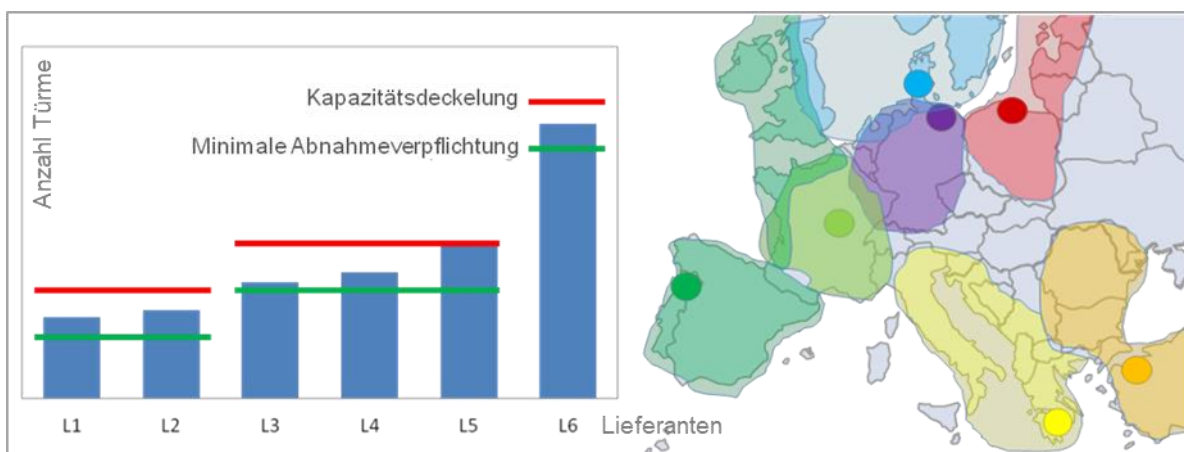 Anzahl Türme
Kapazitätsdeckelung
Minimale Abnahmeverpflichtung
L1
L2
L3
L4
L5
L6
Lieferanten